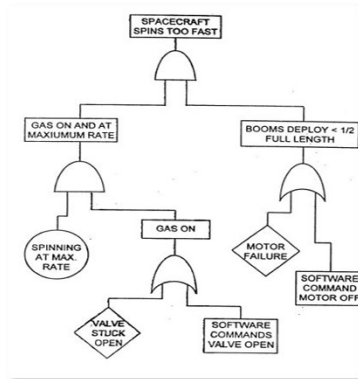 SPACECRAFT
SPINS TOO FAST
GAS ON AND AT
MAXIUMUM RATE
BOOMS DEPLOY < 1/2
FULL LENGTH
SPINNING
AT MAX.
RATE
GAS ON
MOTOR
FAILURE
SOFTWARE
COMMAND
MOTOR OFF
VALVE
STUCK
OPEN
SOFTWARE
COMMANDS
VALVE OPEN